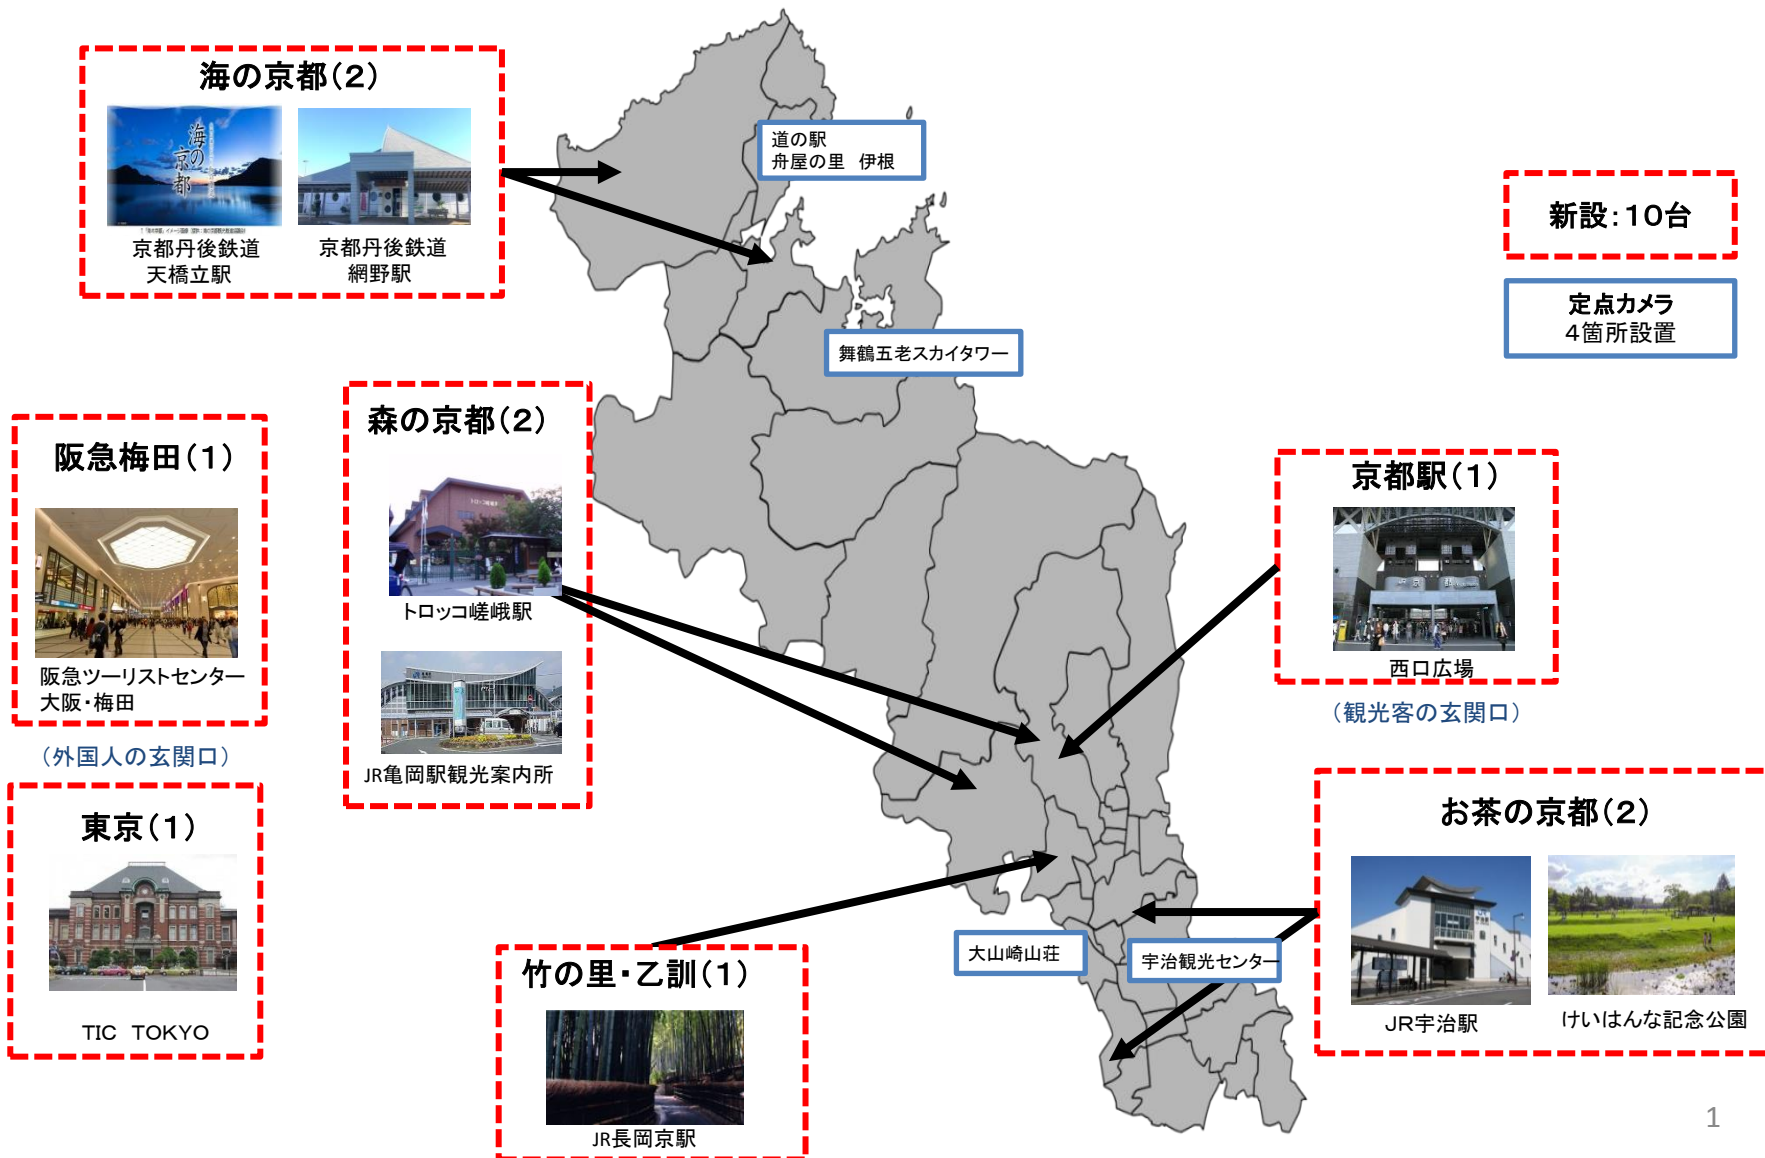 海の京都(2)
海の
京都
京都丹後鉄道
天橋立駅
京都丹後鉄道
網野駅
道の駅
舟屋の里 伊根
新設:10台
定点カメラ
4箇所設置
舞鶴五老スカイタワー
森の京都(2)
トロッコ嵯峨駅
JR亀岡駅観光案内所
阪急梅田(1)
阪急ツーリストセンター
大阪・梅田
(外国人の玄関口)
京都駅(1)
西口広場
(観光客の玄関口)
東京(1)
TIC TOKYO
お茶の京都(2)
JR宇治駅
けいはんな記念公園
大山崎山荘
宇治観光センター
竹の里・乙訓(1)
JR長岡京駅
1